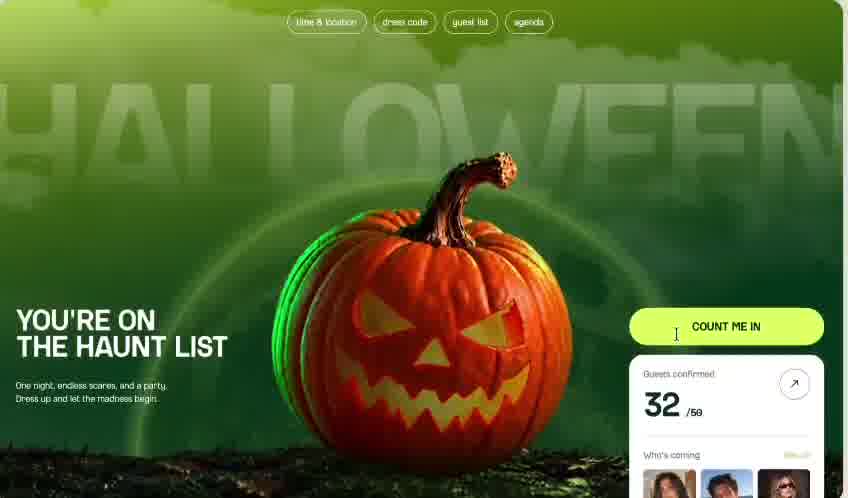 time & location
dress code
guest list
agenda
HALLOWEEN
YOU'RE ON
THE HAUNT LIST
One night, endless scares, and a party.
Dress up and let the madness begin.
COUNT ME IN
Guests confirmed
32 /50
Who's coming